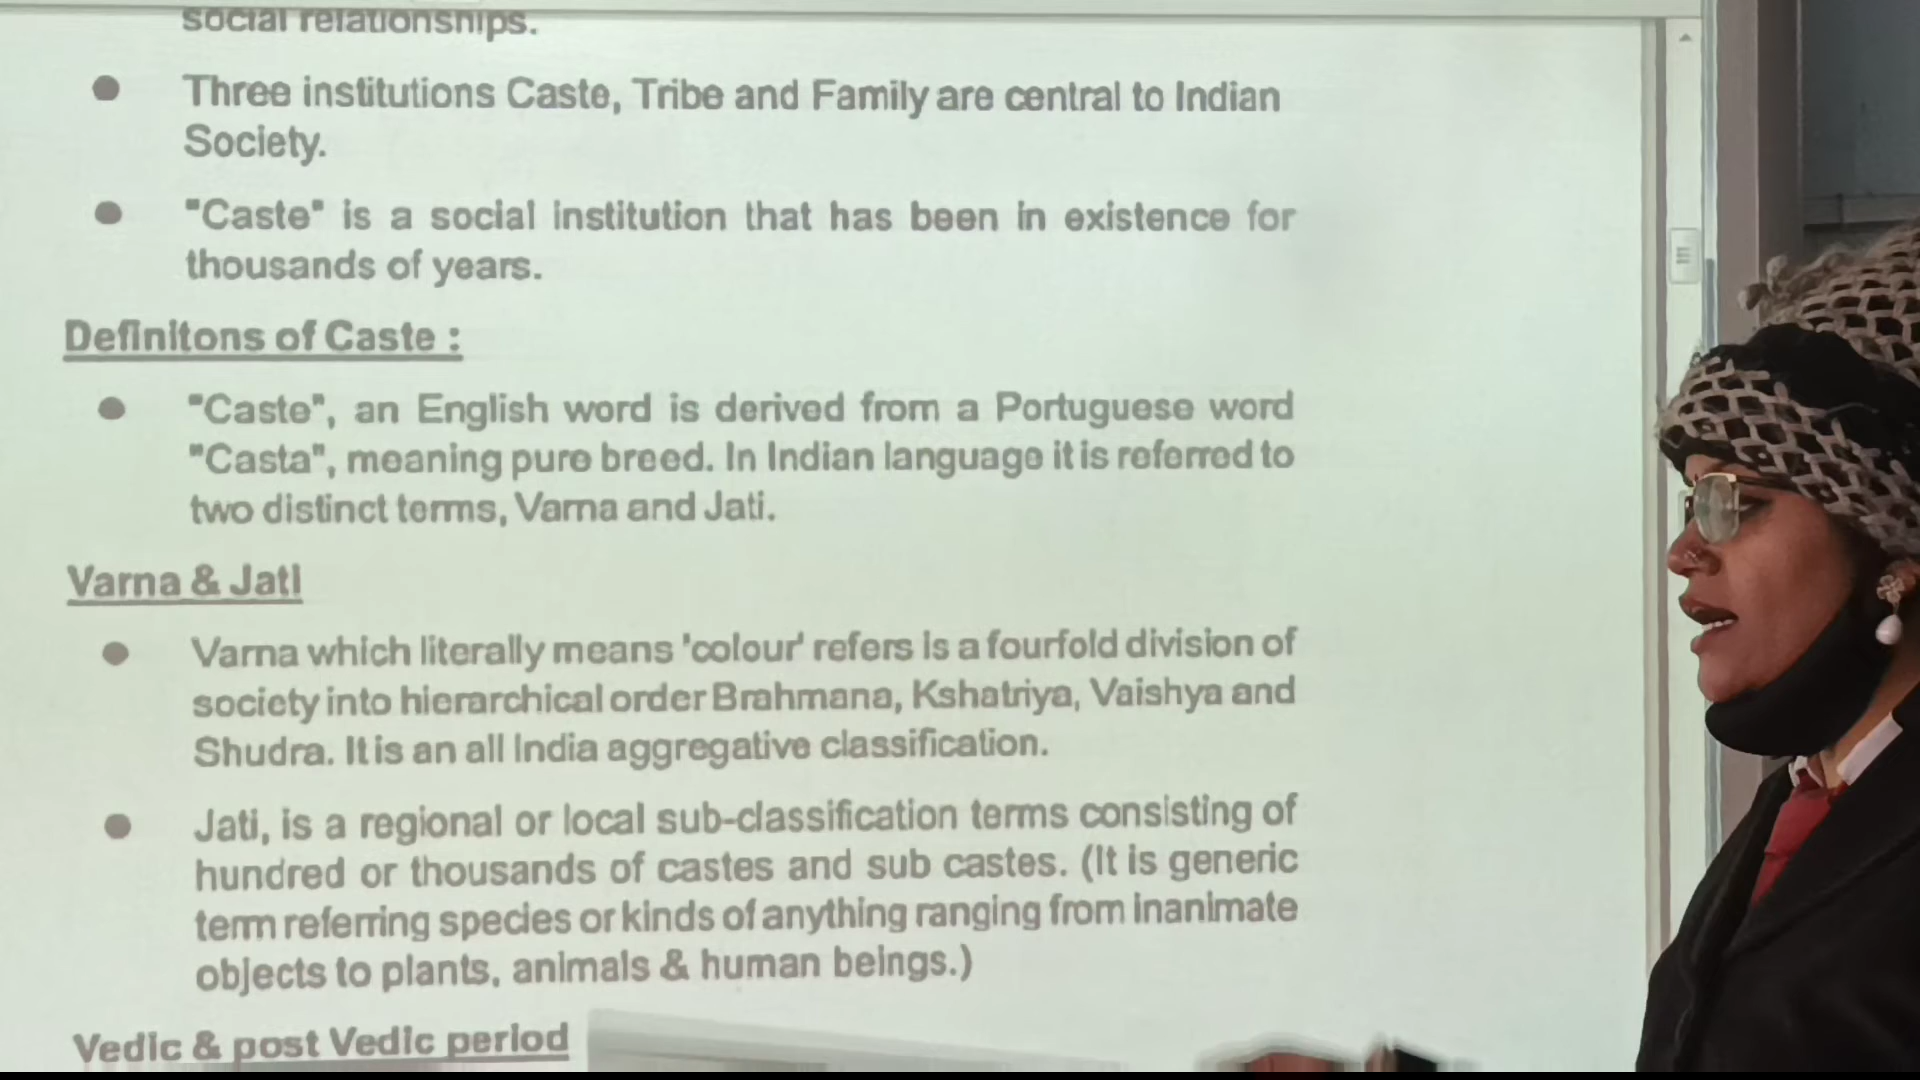 social relationships.
● Three institutions Caste, Tribe and Family are central to Indian
Society.
● "Caste" is a social institution that has been in existence for
thousands of years.
Definitons of Caste :
● "Caste", an English word is derived from a Portuguese word
"Casta", meaning pure breed. In Indian language it is referred to
two distinct terms, Varna and Jati.
Varna & Jati
● Varna which literally means 'colour' refers is a fourfold division of
society into hierarchical order Brahmana, Kshatriya, Vaishya and
Shudra. It is an all India aggregative classification.
● Jati, is a regional or local sub-classification terms consisting of
hundred or thousands of castes and sub castes. (It is generic
term referring species or kinds of anything ranging from inanimate
objects to plants, animals & human beings.)
Vedic & post Vedic period